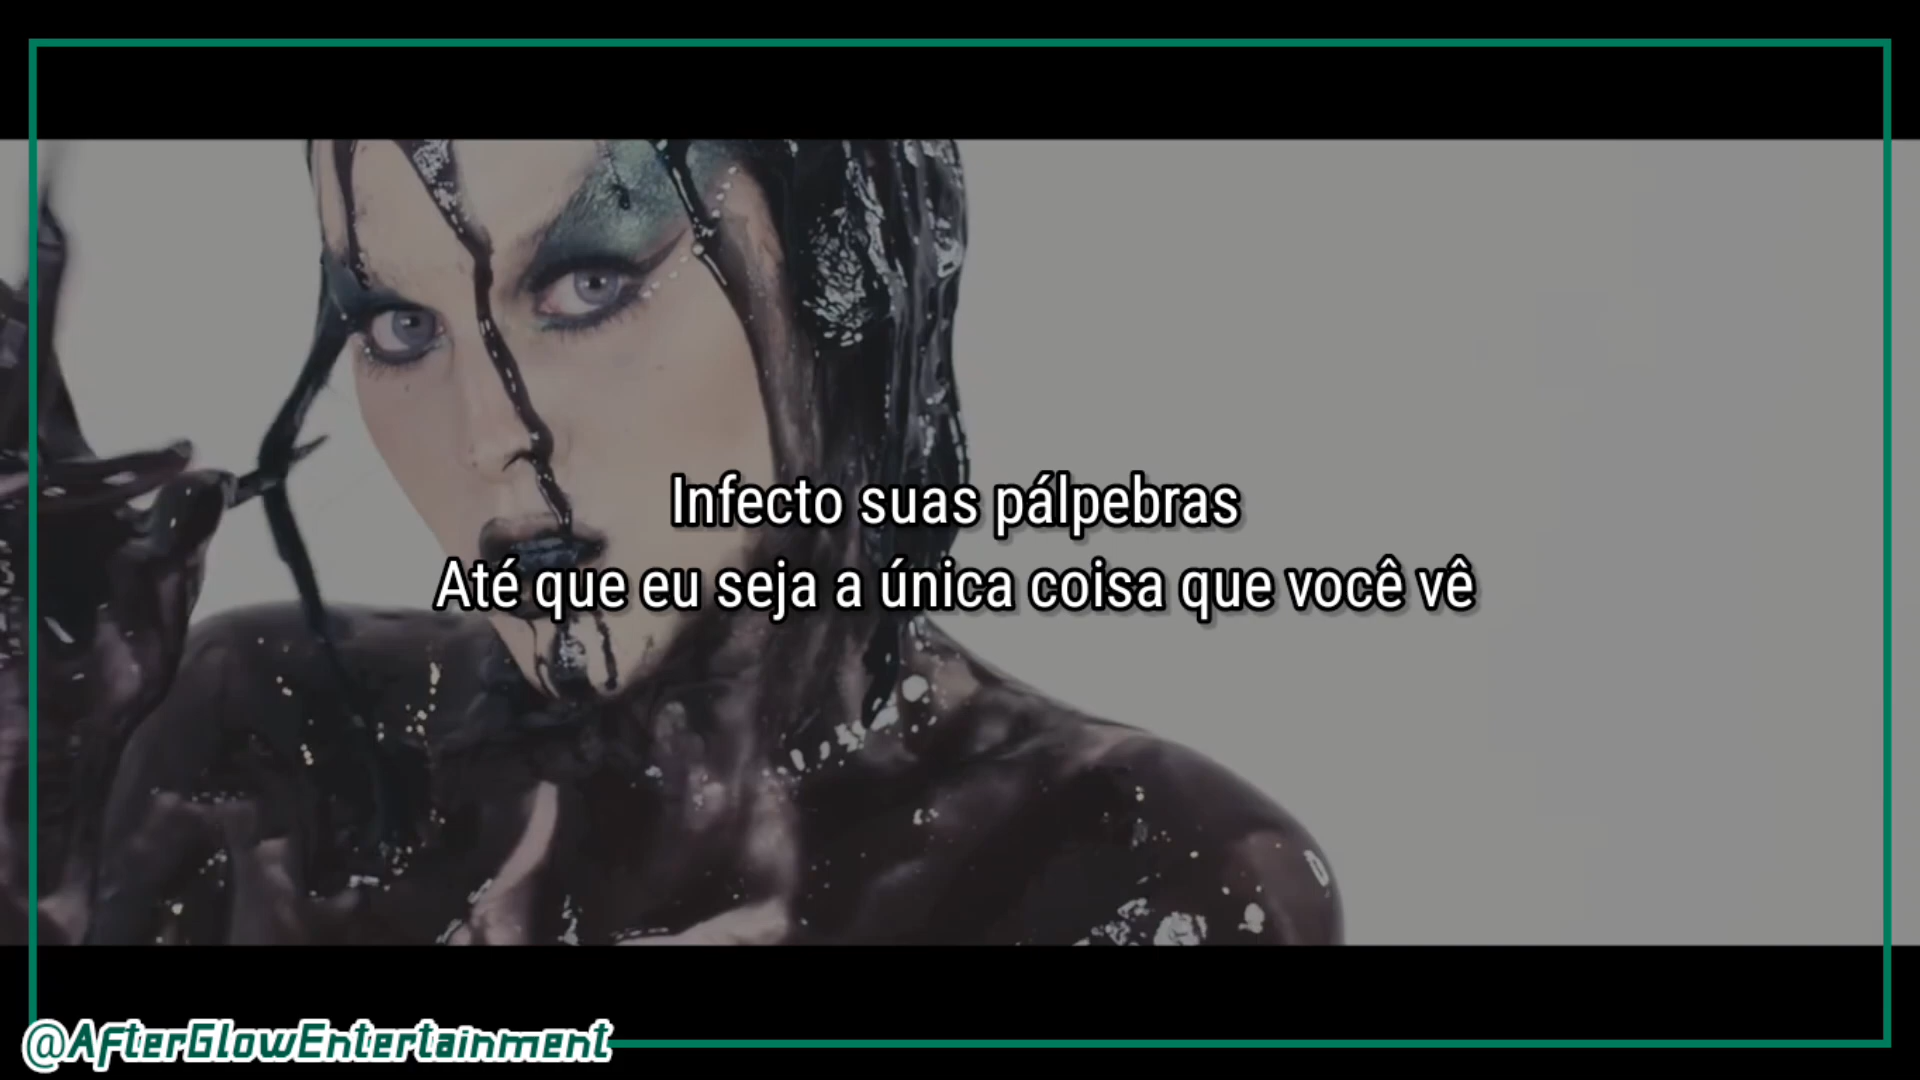 Infecto suas pálpebras
Até que eu seja a única coisa que você vê
@AfterGlowEntertainment